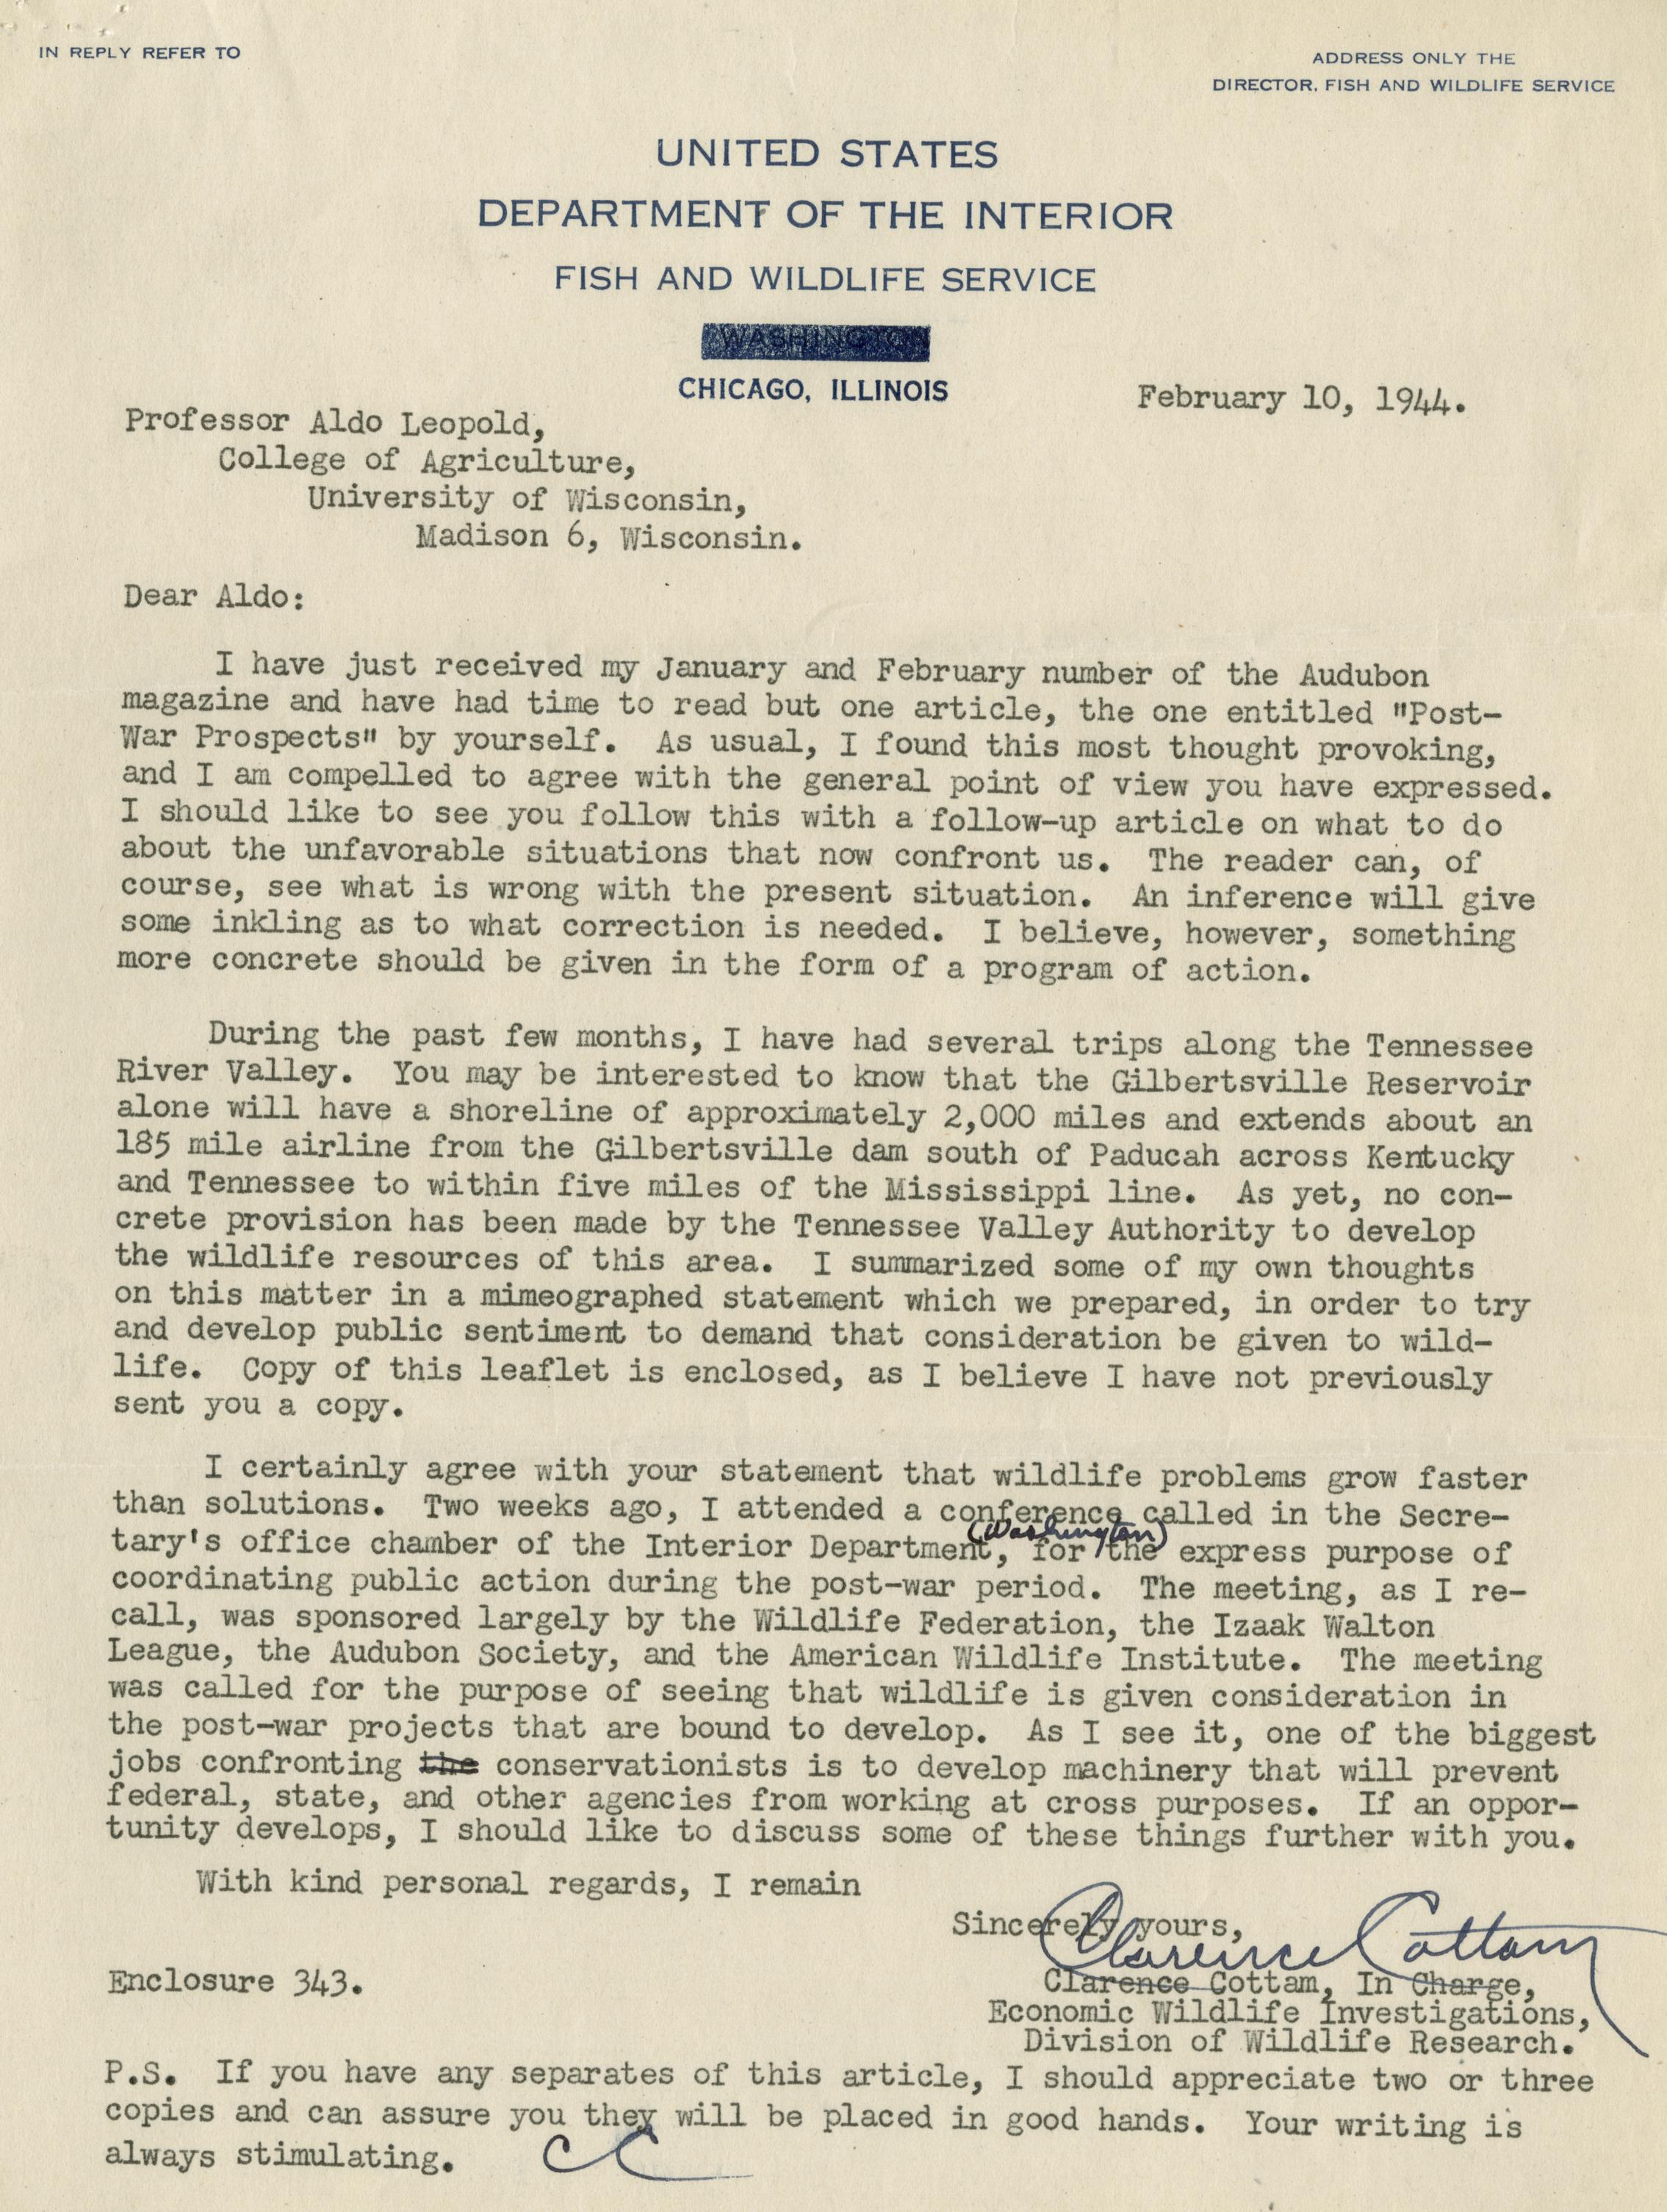 IN REPLY REFER TO
ADDRESS ONLY THE
DIRECTOR, FISH AND WILDLIFE SERVICE
UNITED STATES
DEPARTMENT OF THE INTERIOR
FISH AND WILDLIFE SERVICE
WASHINGTON
CHICAGO, ILLINOIS
February 10, 1944.
Professor Aldo Leopold,
College of Agriculture,
University of Wisconsin,
Madison 6, Wisconsin.
Dear Aldo:
I have just received my January and February number of the Audubon
magazine and have had time to read but one article, the one entitled "Post-
War Prospects" by yourself. As usual, I found this most thought provoking,
and I am compelled to agree with the general point of view you have expressed.
I should like to see you follow this with a follow-up article on what to do
about the unfavorable situations that now confront us. The reader can, of
course, see what is wrong with the present situation. An inference will give
some inkling as to what correction is needed. I believe, however, something
more concrete should be given in the form of a program of action.
During the past few months, I have had several trips along the Tennessee
River Valley. You may be interested to know that the Gilbertsville Reservoir
alone will have a shoreline of approximately 2,000 miles and extends about an
185 mile airline from the Gilbertsville dam south of Paducah across Kentucky
and Tennessee to within five miles of the Mississippi line. As yet, no con-
crete provision has been made by the Tennessee Valley Authority to develop
the wildlife resources of this area. I summarized some of my own thoughts
on this matter in a mimeographed statement which we prepared, in order to try
and develop public sentiment to demand that consideration be given to wild-
life. Copy of this leaflet is enclosed, as I believe I have not previously
sent you a copy.
I certainly agree with your statement that wildlife problems grow faster
than solutions. Two weeks ago, I attended a conference called in the Secre-
(Washington)
tary's office chamber of the Interior Department, for the express purpose of
coordinating public action during the post-war period. The meeting, as I re-
call, was sponsored largely by the Wildlife Federation, the Izaak Walton
League, the Audubon Society, and the American Wildlife Institute. The meeting
was called for the purpose of seeing that wildlife is given consideration in
the post-war projects that are bound to develop. As I see it, one of the biggest
jobs confronting the conservationists is to develop machinery that will prevent
federal, state, and other agencies from working at cross purposes. If an oppor-
tunity develops, I should like to discuss some of these things further with you.
With kind personal regards, I remain
Sincerely yours,
Clarence Cottam
Enclosure 343.
Clarence Cottam, In Charge,
Economic Wildlife Investigations,
Division of Wildlife Research.
P.S. If you have any separates of this article, I should appreciate two or three
copies and can assure you they will be placed in good hands. Your writing is
always stimulating. CC